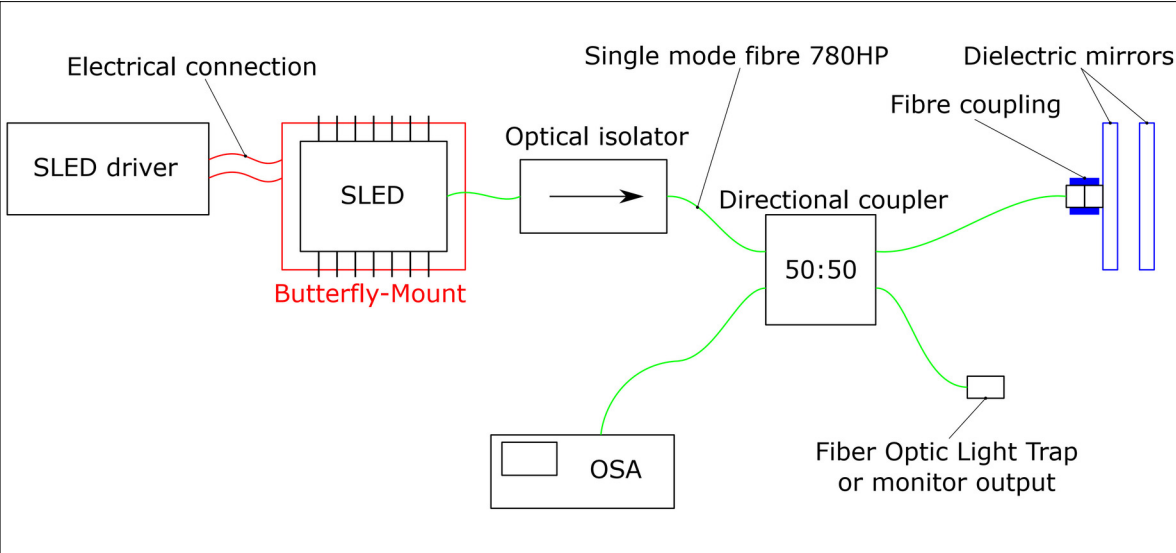 Electrical connection
Single mode fibre 780HP
Dielectric mirrors
Fibre coupling
SLED driver
SLED
Optical isolator
Directional coupler
50:50
Butterfly-Mount
OSA
Fiber Optic Light Trap
or monitor output